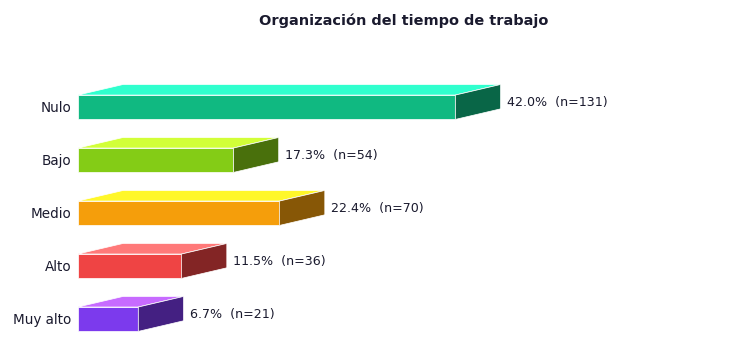 Organización del tiempo de trabajo
Nulo 42.0% (n=131)
Bajo 17.3% (n=54)
Medio 22.4% (n=70)
Alto 11.5% (n=36)
Muy alto 6.7% (n=21)